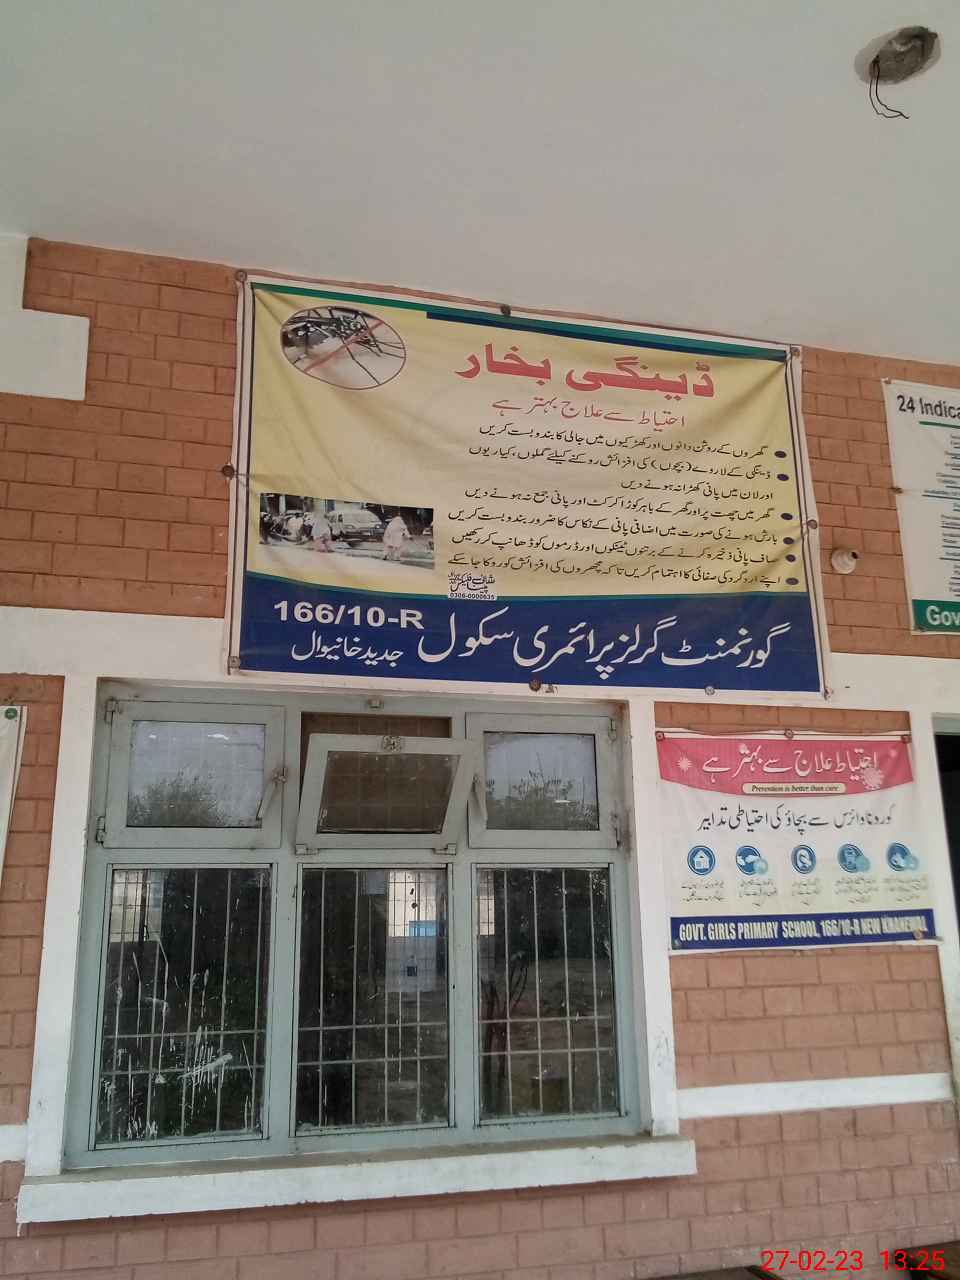 ڈینگی بخار
احتیاط سے علاج بہتر ہے
گھروں کے روشن دانوں اور کھڑکیوں میں جالی کا بندوبست کریں
ڈینگی کے لاروے (بچوں) کی افزائش روکنے کیلئے گملوں، کیاریوں
اور لان میں پانی کھڑا نہ ہونے دیں
گھر میں چھت پر اور گھر کے باہر کوڑا کرکٹ اور پانی جمع نہ ہونے دیں
بارش ہونے کی صورت میں اضافی پانی کے نکاس کا ضرور بندوبست کریں
صاف پانی ذخیرہ کرنے کے برتنوں ٹینکوں اور ڈرموں کو ڈھانپ کر رکھیں
اپنے ارد گرد کی صفائی کا اہتمام کریں تاکہ مچھروں کی افزائش کو روکا جا سکے
0306-0000635
گورنمنٹ گرلز پرائمری سکول 166/10-R
جدید خانیوال
24 Indica
Gov
احتیاط علاج سے بہتر ہے
Prevention is better than cure
کورونا وائرس سے بچاؤ کی احتیاطی تدابیر
GOVT. GIRLS PRIMARY SCHOOL, 166/10-R NEW KHANEWAL
27-02-23 13:25